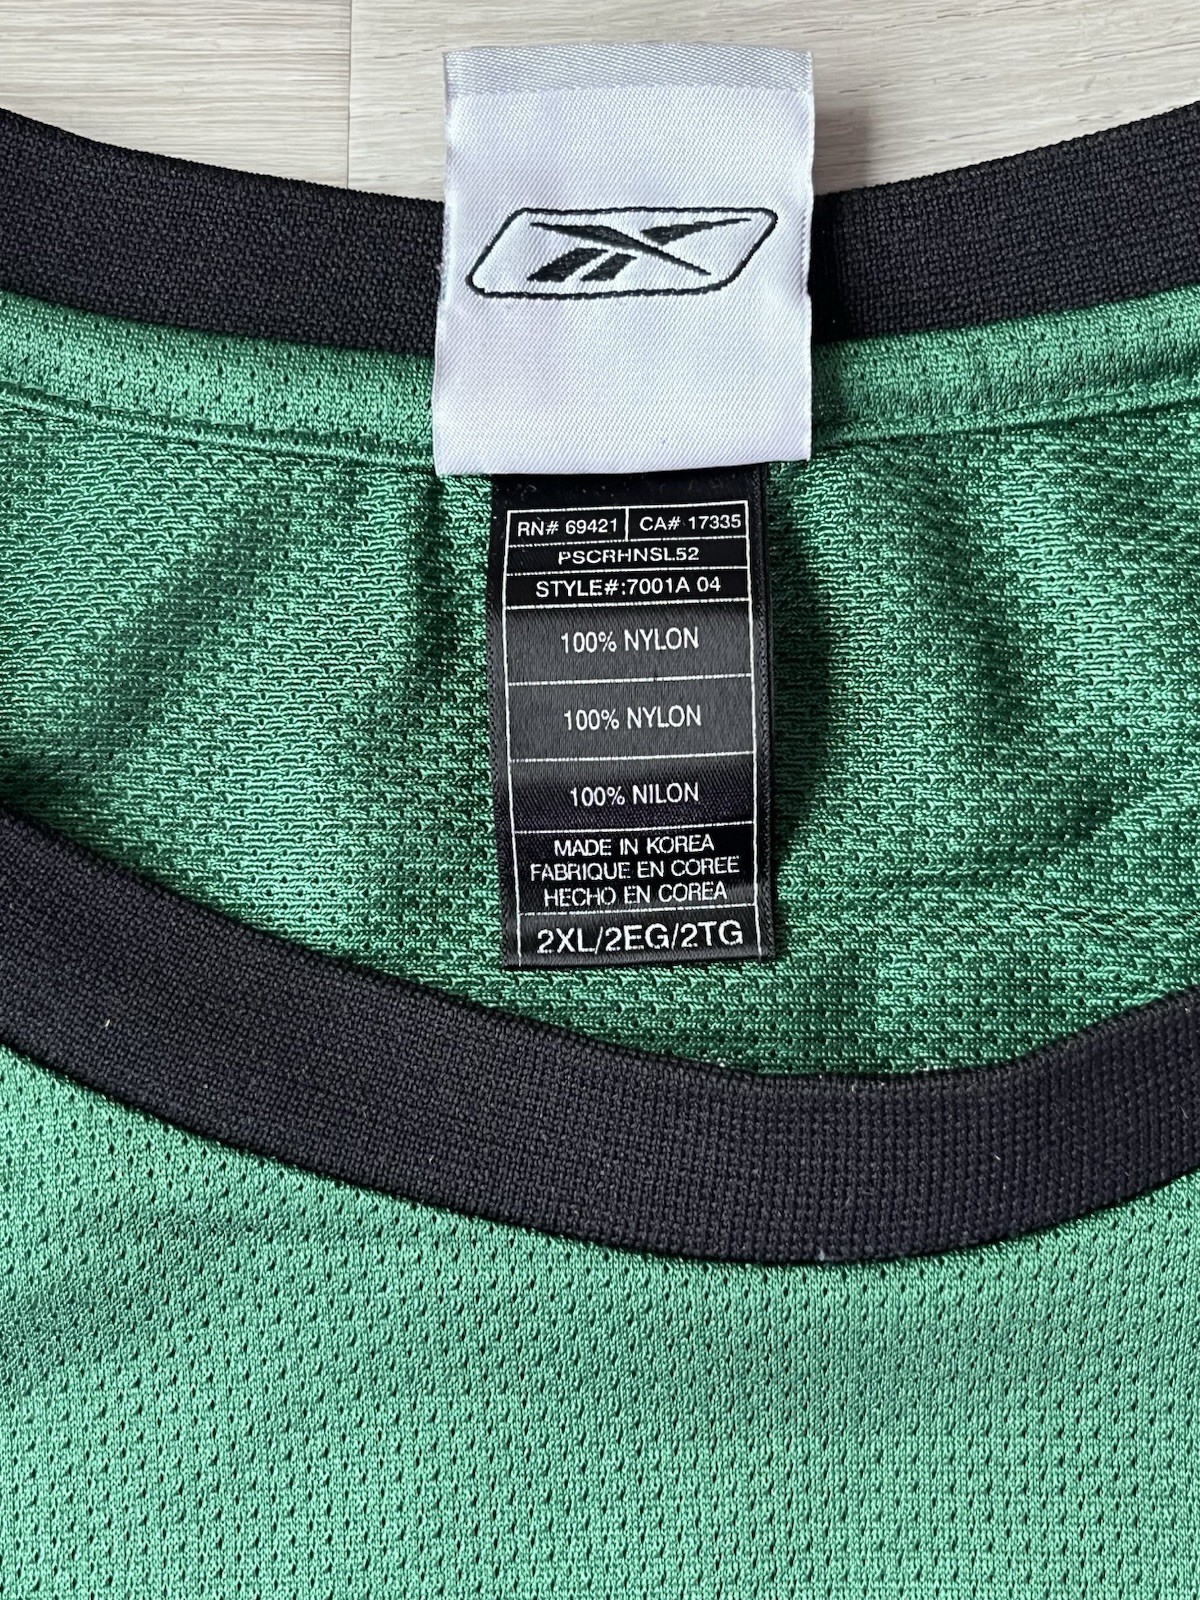 RN# 69421 CA# 17335
PSCRHNSL52
STYLE#:7001A 04
100% NYLON
100% NYLON
100% NILON
MADE IN KOREA
FABRIQUE EN COREE
HECHO EN COREA
2XL/2EG/2TG